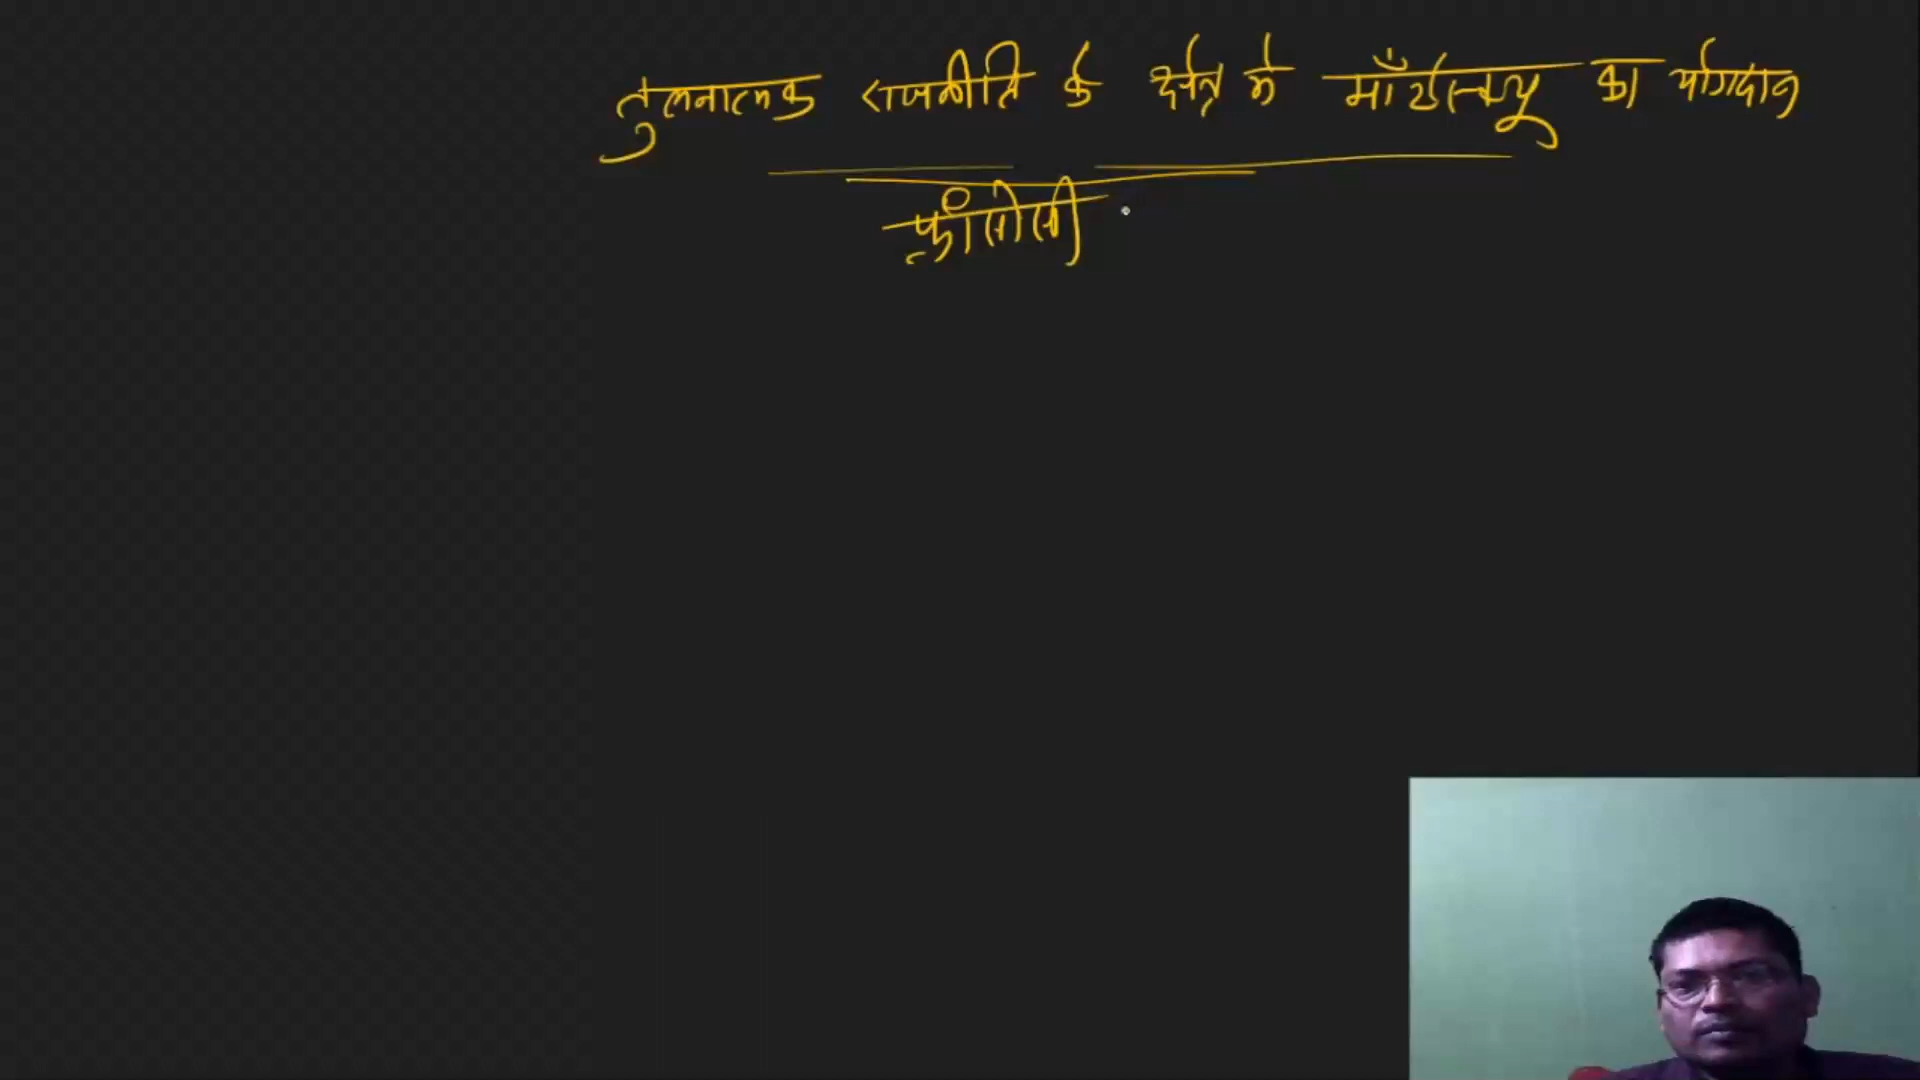 तुलनात्मक राजनीति के क्षेत्र में मॉण्टेस्क्यू का योगदान
फ्रांसीसी